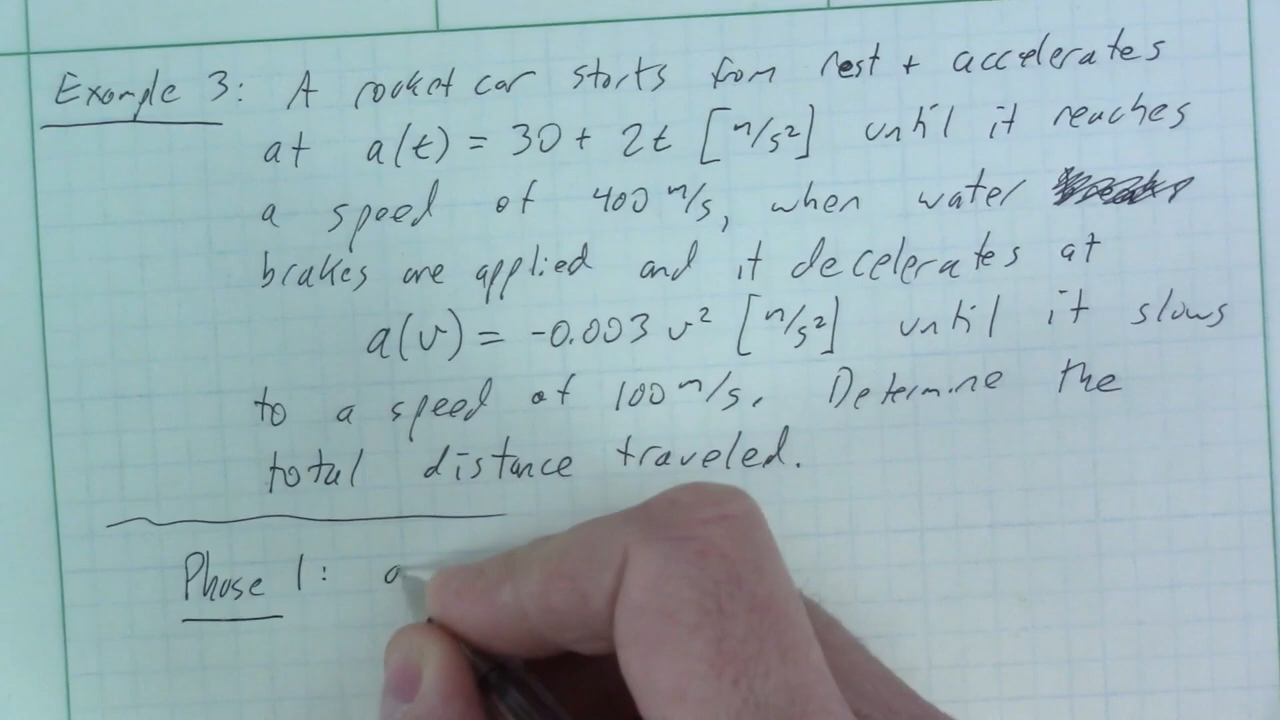 Example 3: A rocket car starts from rest + accelerates
at a(t) = 30 + 2t [m/s²] until it reaches
a speed of 400 m/s, when water
brakes are applied and it decelerates at
a(v) = -0.003 v² [m/s²] until it slows
to a speed of 100 m/s. Determine the
total distance traveled.
Phase 1: a